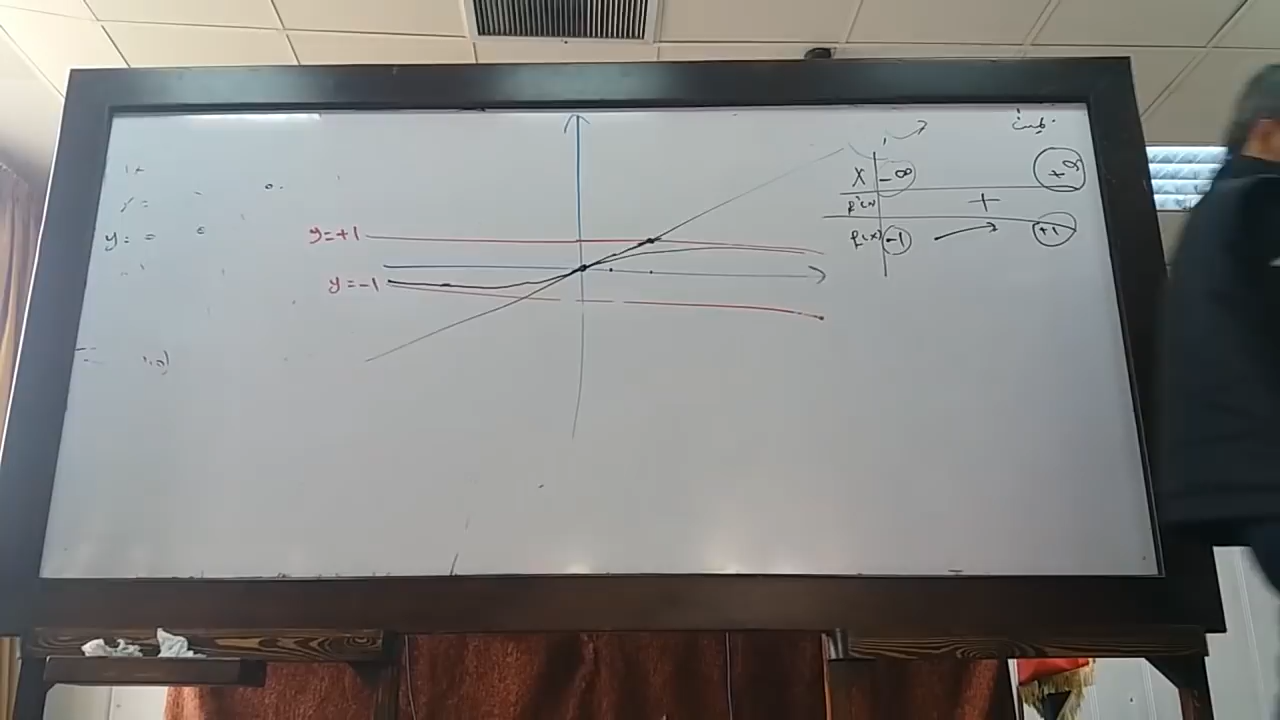 x -∞ +∞
f'(x) +
f(x) -1 +1
y=+1
y=-1
y=